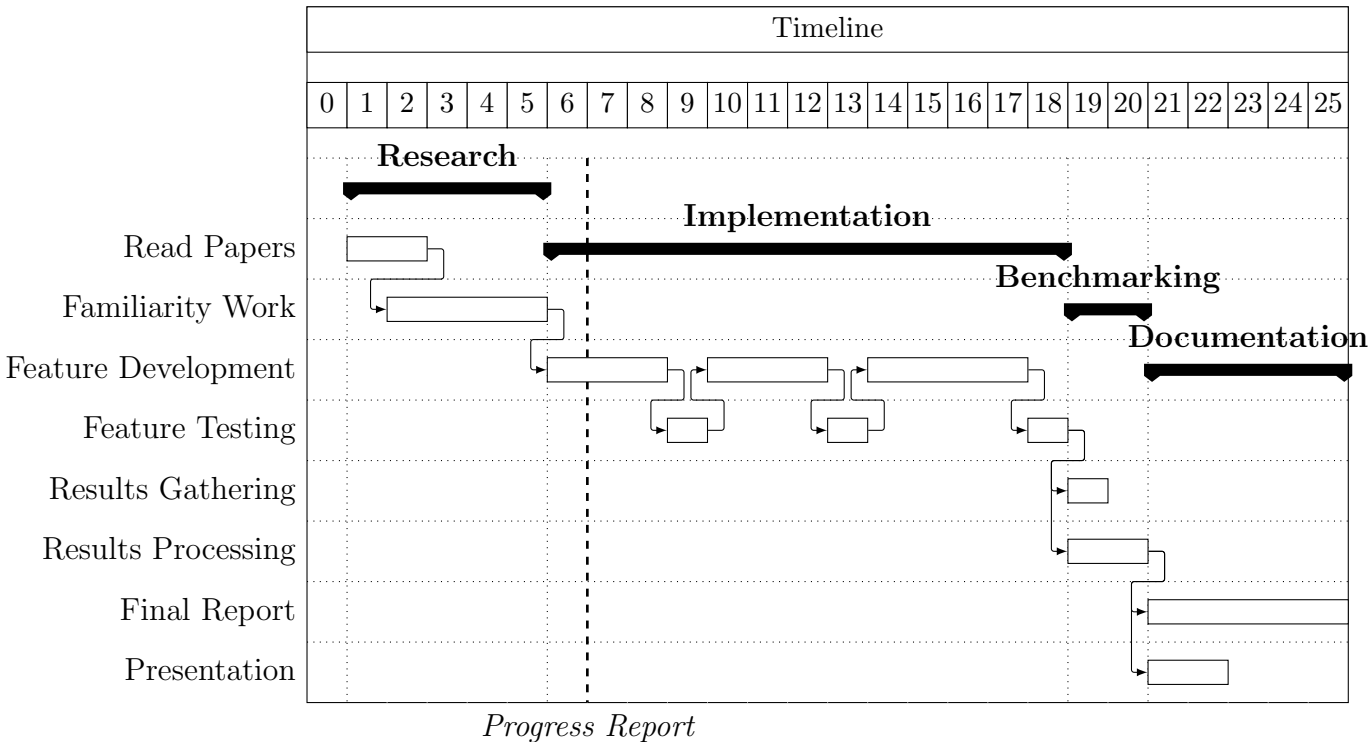 Timeline
0 1 2 3 4 5 6 7 8 9 10 11 12 13 14 15 16 17 18 19 20 21 22 23 24 25
Research
Implementation
Read Papers
Benchmarking
Familiarity Work
Documentation
Feature Development
Feature Testing
Results Gathering
Results Processing
Final Report
Presentation
Progress Report